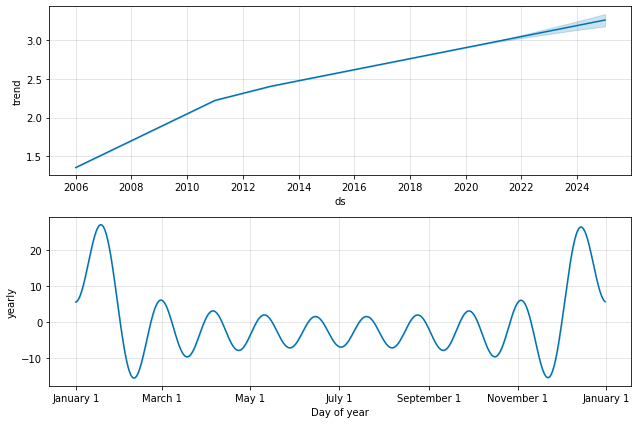 3.0
2.5
2.0
1.5
trend
2006 2008 2010 2012 2014 2016 2018 2020 2022 2024
ds
20
10
0
−10
yearly
January 1 March 1 May 1 July 1 September 1 November 1 January 1
Day of year